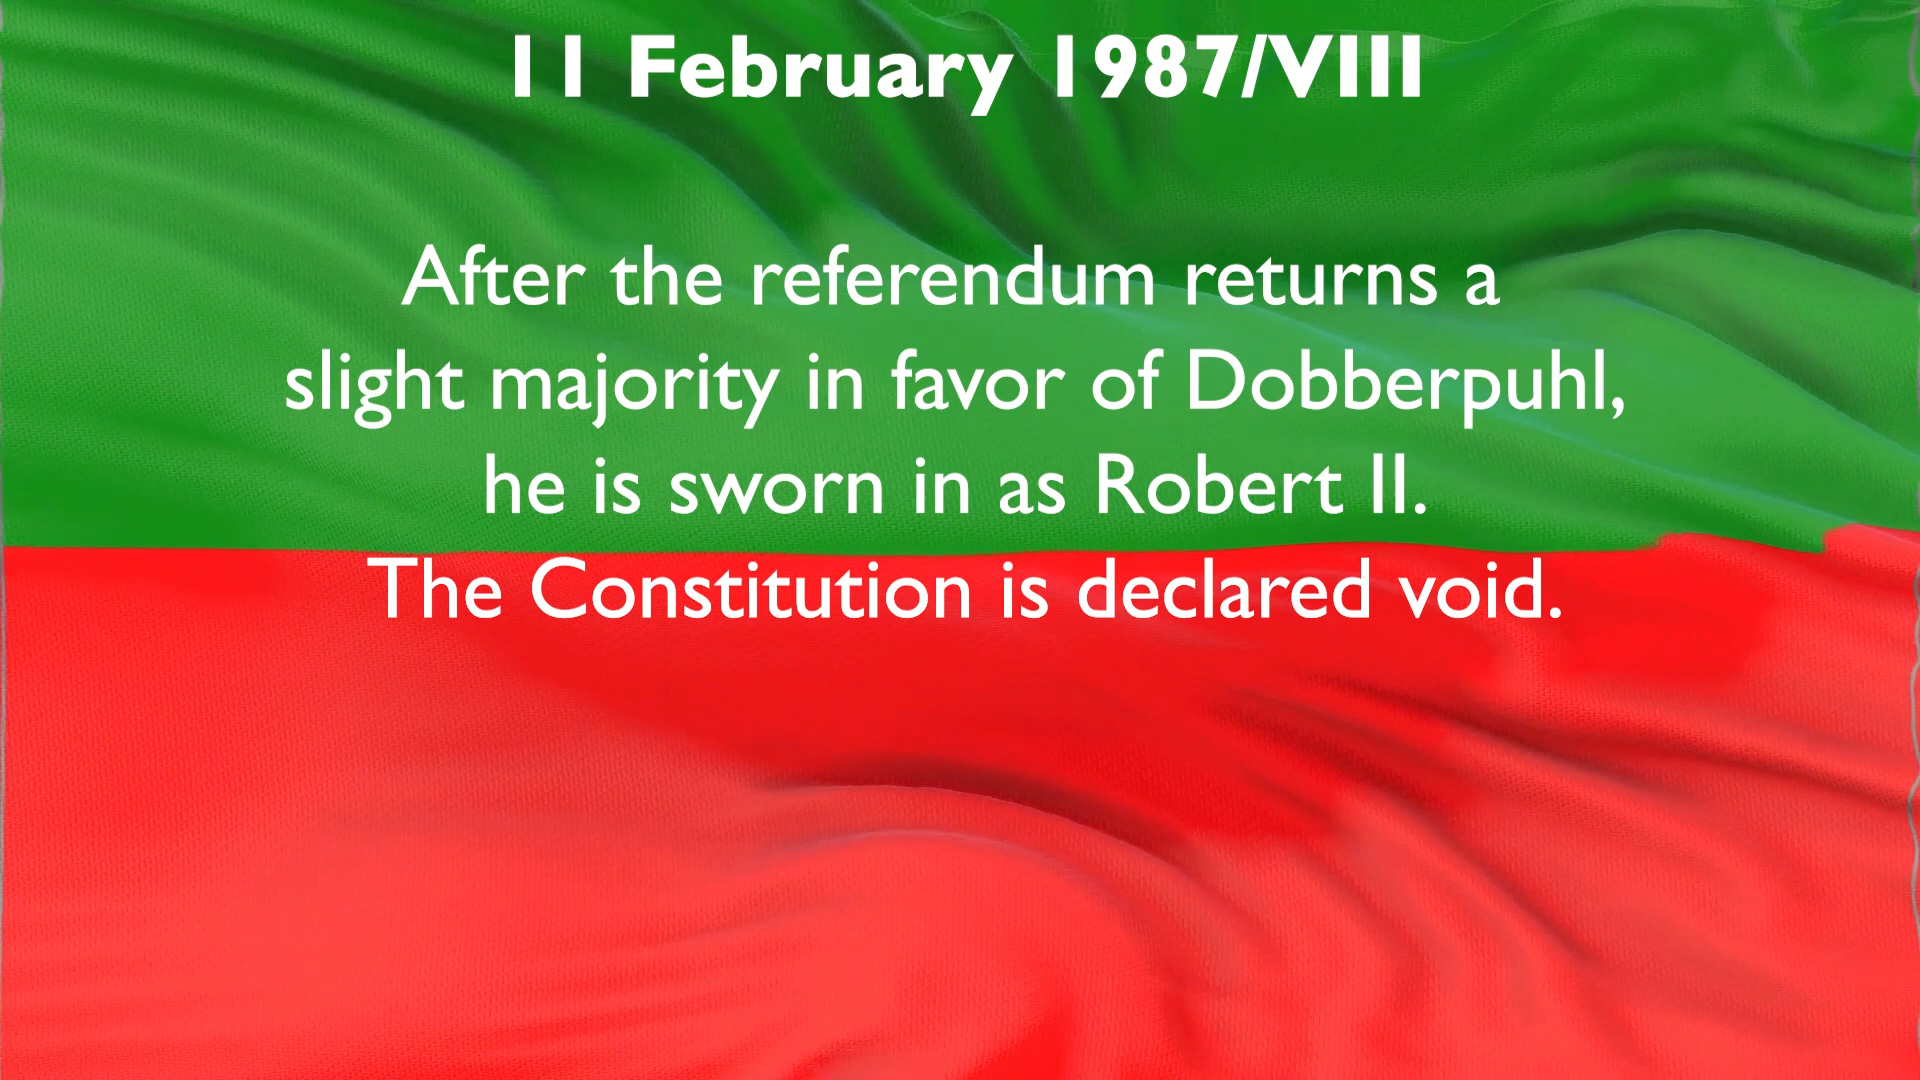 11 February 1987/VIII
After the referendum returns a
slight majority in favor of Dobberpuhl,
he is sworn in as Robert II.
The Constitution is declared void.